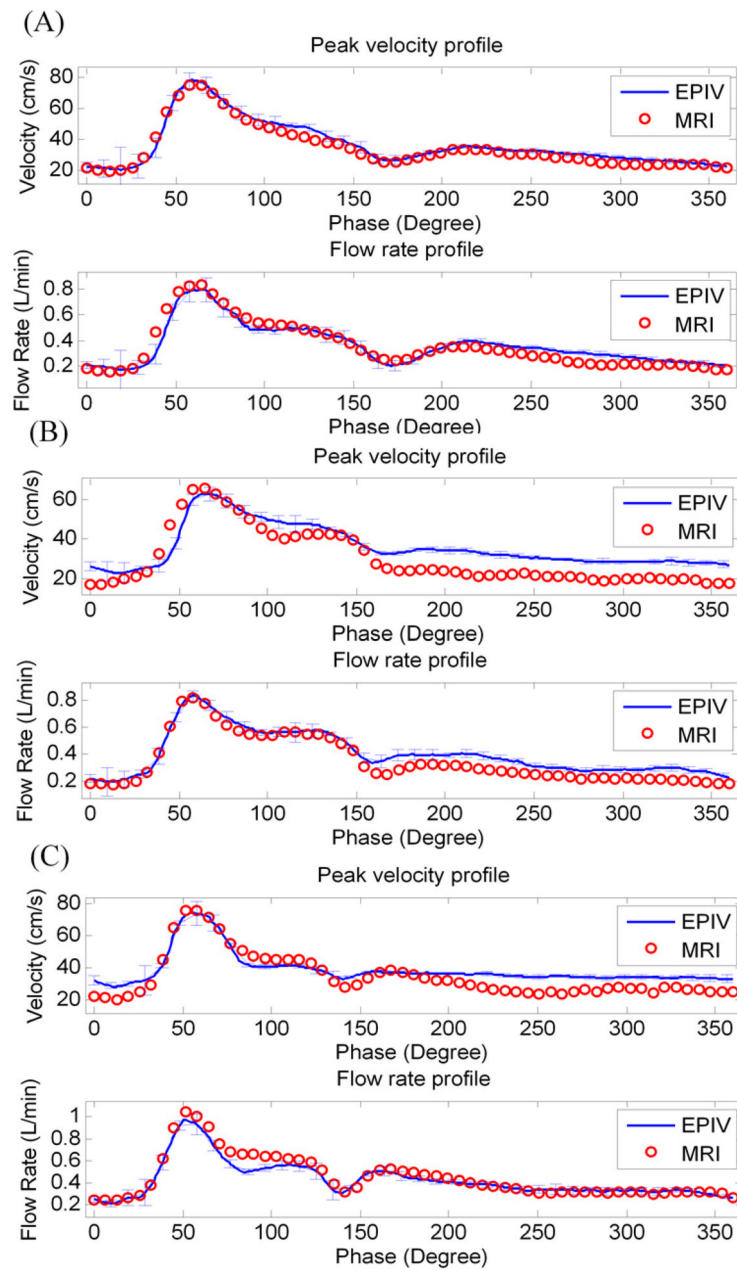 (A)
Peak velocity profile
Velocity (cm/s)
80
60
40
20
EPIV
MRI
0 50 100 150 200 250 300 350
Phase (Degree)
Flow rate profile
Flow Rate (L/min)
0.8
0.6
0.4
0.2
EPIV
MRI
0 50 100 150 200 250 300 350
Phase (Degree)
(B)
Peak velocity profile
Velocity (cm/s)
60
40
20
EPIV
MRI
0 50 100 150 200 250 300 350
Phase (Degree)
Flow rate profile
Flow Rate (L/min)
0.8
0.6
0.4
0.2
EPIV
MRI
0 50 100 150 200 250 300 350
Phase (Degree)
(C)
Peak velocity profile
Velocity (cm/s)
80
60
40
20
EPIV
MRI
0 50 100 150 200 250 300 350
Phase (Degree)
Flow rate profile
Flow Rate (L/min)
1
0.8
0.6
0.4
0.2
EPIV
MRI
0 50 100 150 200 250 300 350
Phase (Degree)